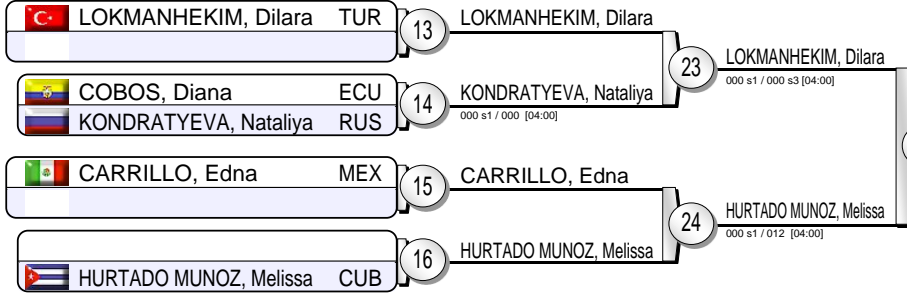 LOKMANHEKIM, Dilara TUR
13
LOKMANHEKIM, Dilara
23
LOKMANHEKIM, Dilara
000 s1 / 000 s3 [04:00]
COBOS, Diana ECU
KONDRATYEVA, Nataliya RUS
14
KONDRATYEVA, Nataliya
000 s1 / 000 [04:00]
CARRILLO, Edna MEX
15
CARRILLO, Edna
24
HURTADO MUNOZ, Melissa
000 s1 / 012 [04:00]
HURTADO MUNOZ, Melissa CUB
16
HURTADO MUNOZ, Melissa